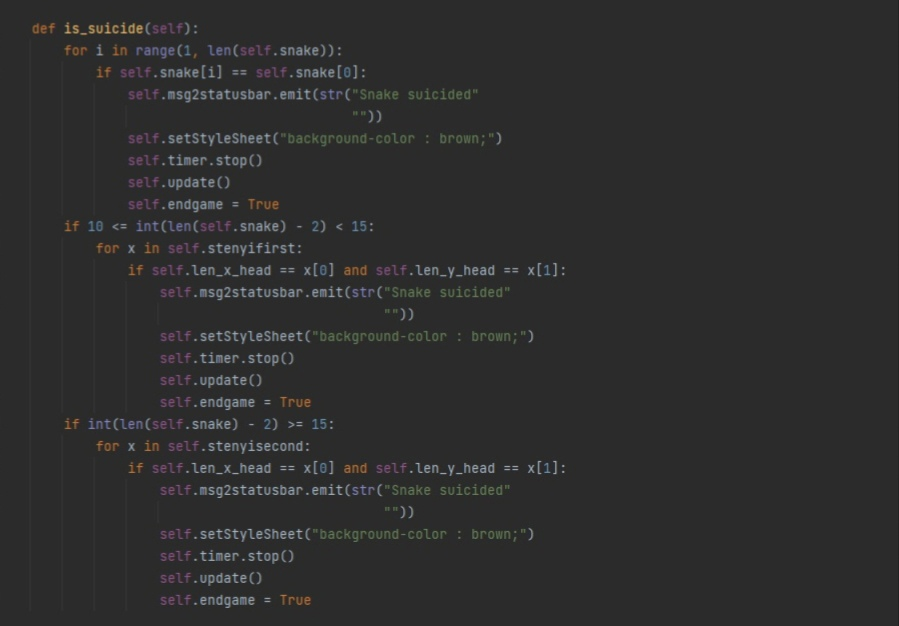 def is_suicide(self):
    for i in range(1, len(self.snake)):
        if self.snake[i] == self.snake[0]:
            self.msg2statusbar.emit(str("Snake suicided"
                                        ""))
            self.setStyleSheet("background-color : brown;")
            self.timer.stop()
            self.update()
            self.endgame = True
    if 10 <= int(len(self.snake) - 2) < 15:
        for x in self.stenyifirst:
            if self.len_x_head == x[0] and self.len_y_head == x[1]:
                self.msg2statusbar.emit(str("Snake suicided"
                                            ""))
                self.setStyleSheet("background-color : brown;")
                self.timer.stop()
                self.update()
                self.endgame = True
    if int(len(self.snake) - 2) >= 15:
        for x in self.stenyisecond:
            if self.len_x_head == x[0] and self.len_y_head == x[1]:
                self.msg2statusbar.emit(str("Snake suicided"
                                            ""))
                self.setStyleSheet("background-color : brown;")
                self.timer.stop()
                self.update()
                self.endgame = True